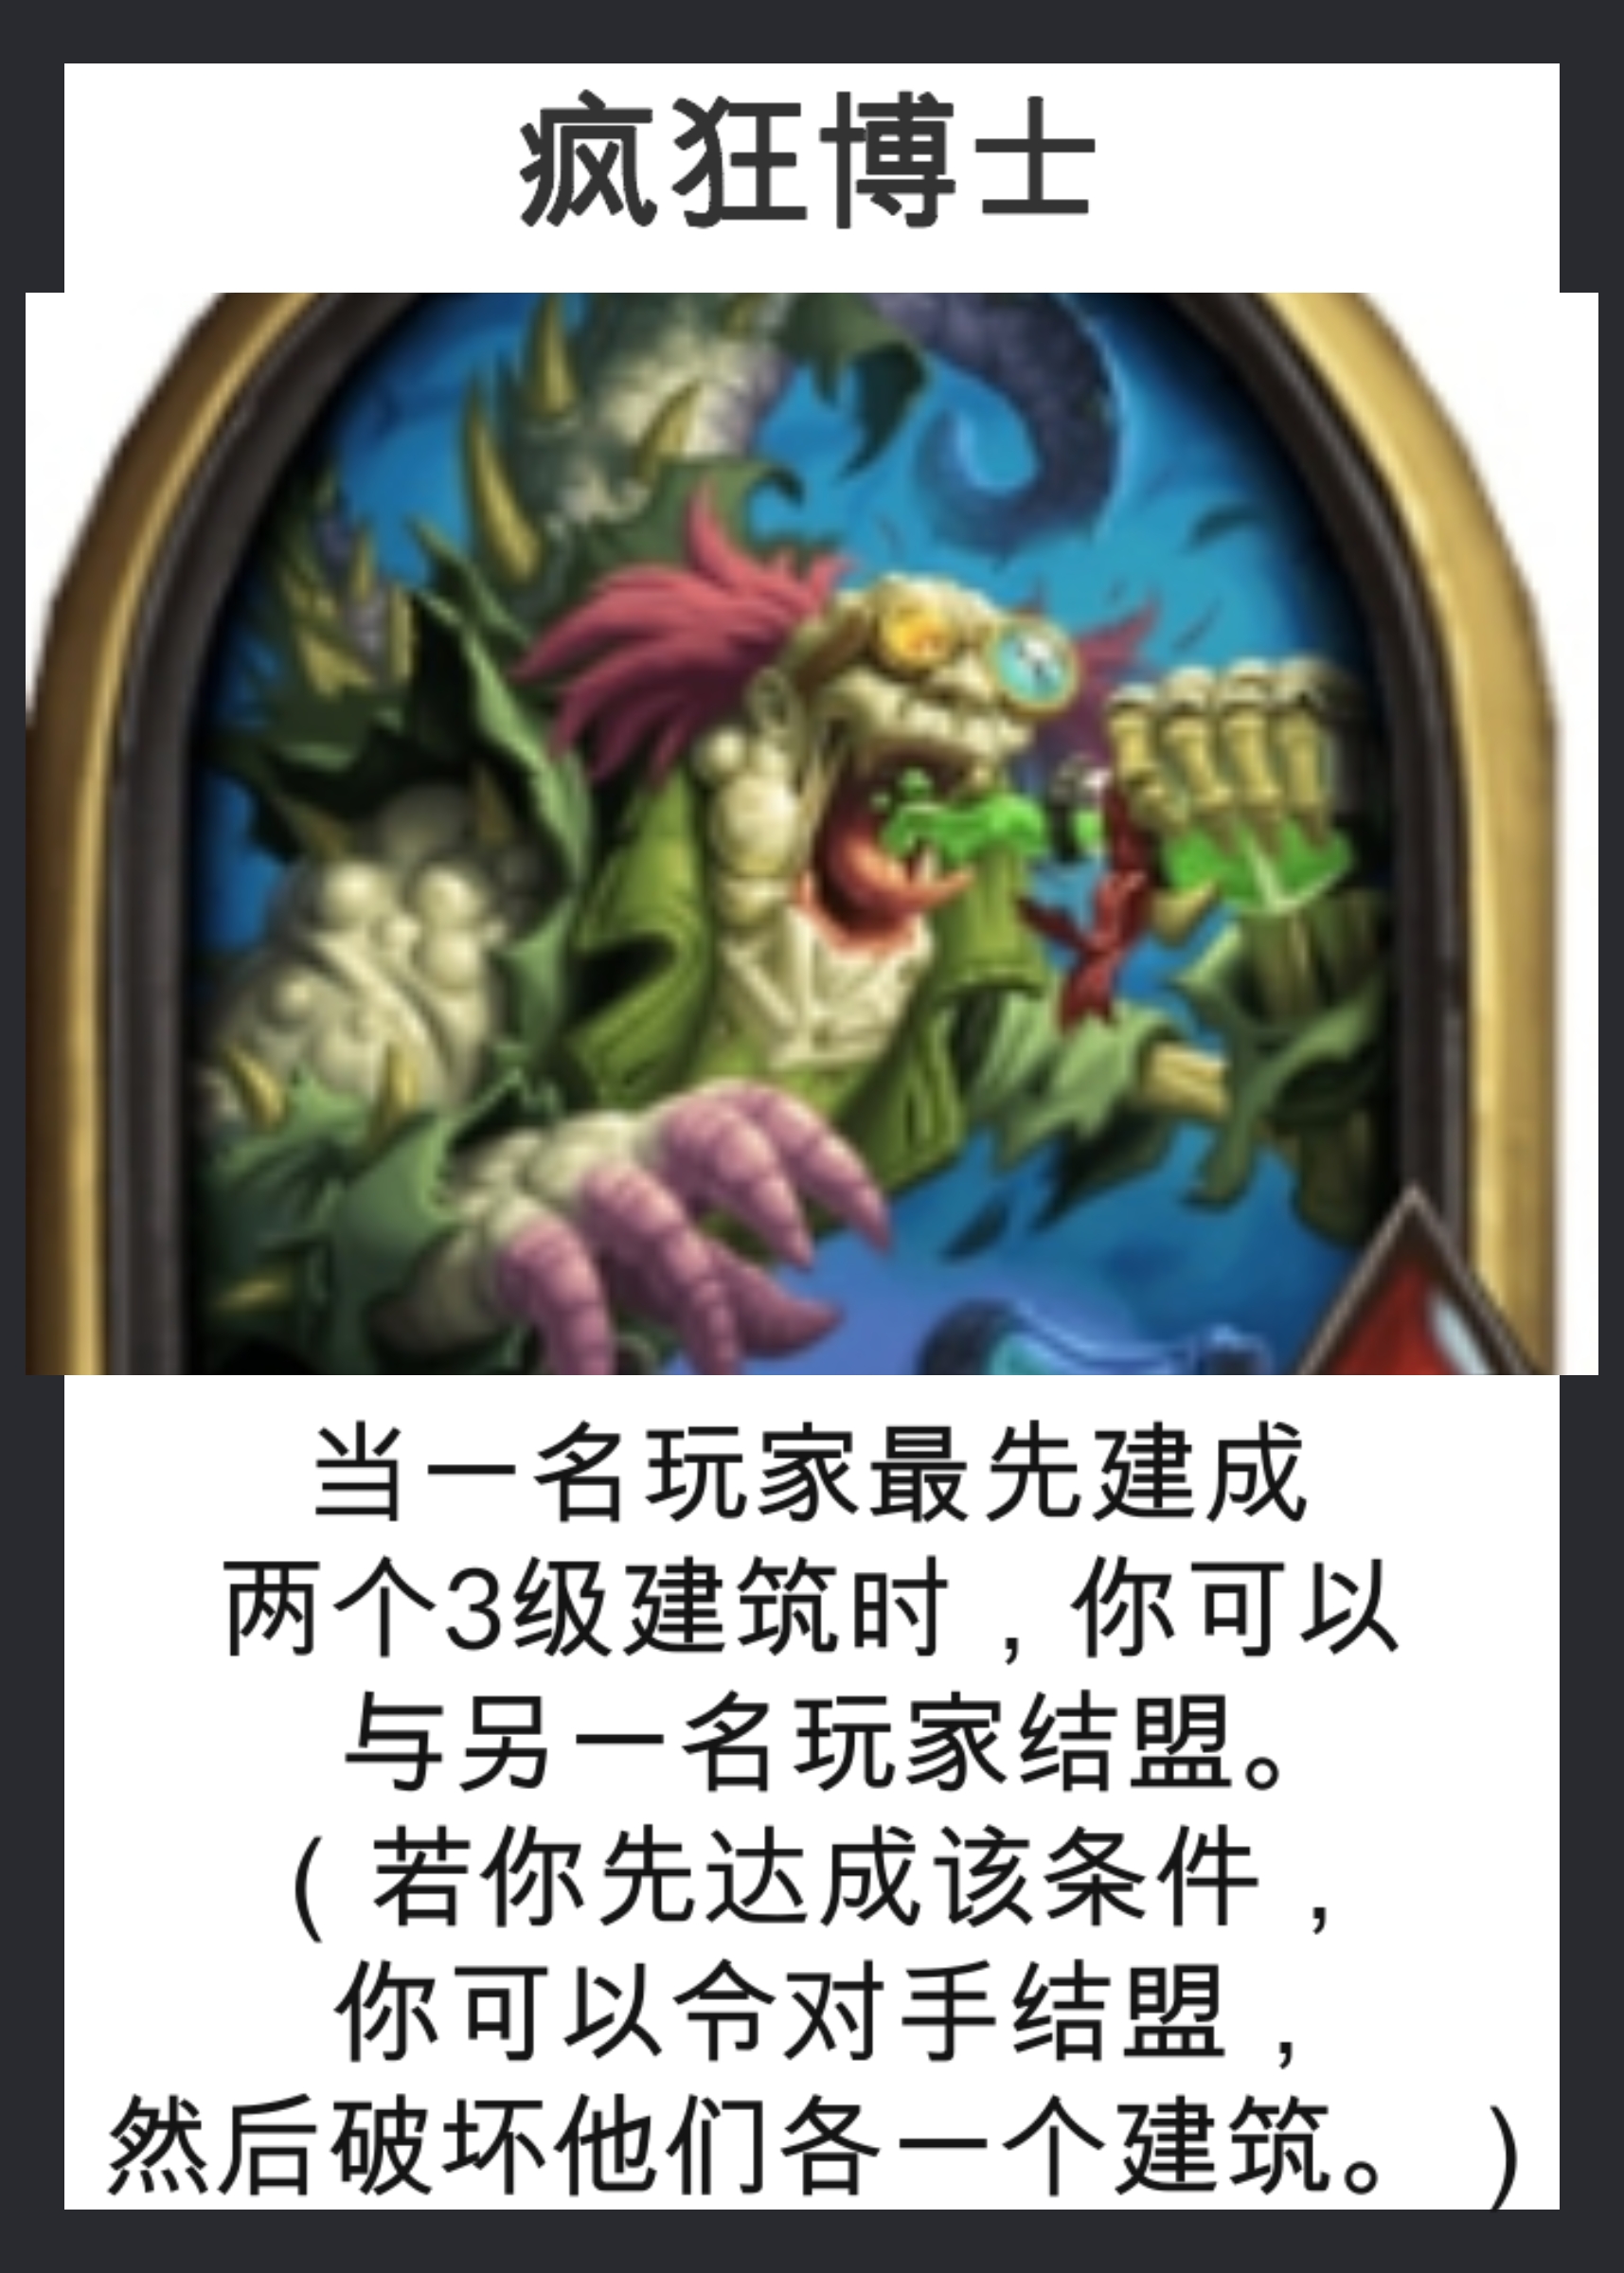 疯狂博士
当一名玩家最先建成
两个3级建筑时，你可以
与另一名玩家结盟。
（若你先达成该条件，
你可以令对手结盟，
然后破坏他们各一个建筑。）